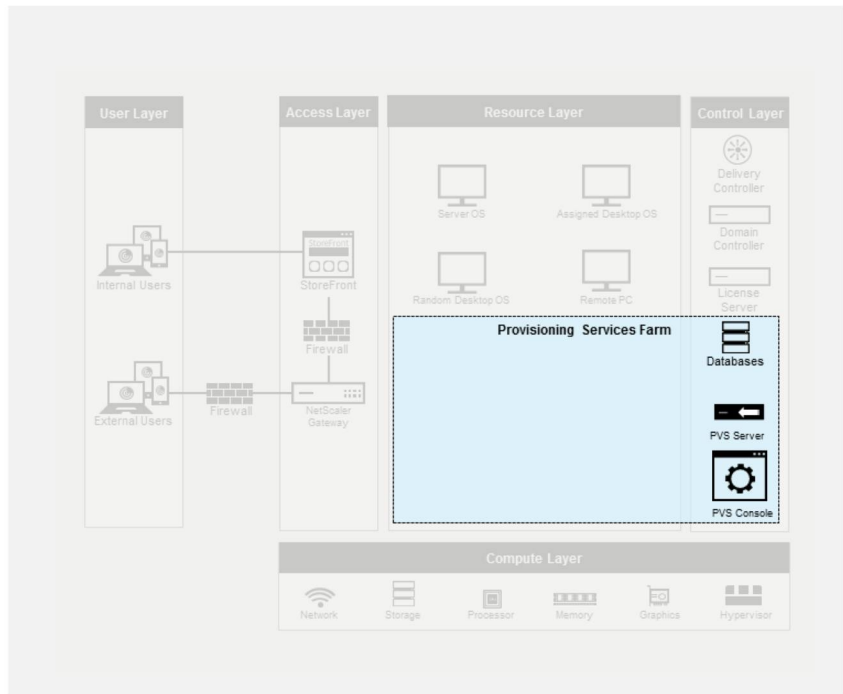 User Layer
Access Layer
Resource Layer
Control Layer
Delivery
Controller
Server OS
Assigned Desktop OS
Domain
Controller
StoreFront
Internal Users
StoreFront
Random Desktop OS
Remote PC
License
Server
Provisioning Services Farm
Firewall
Databases
External Users
Firewall
NetScaler
Gateway
PVS Server
PVS Console
Compute Layer
Network
Storage
Processor
Memory
Graphics
Hypervisor